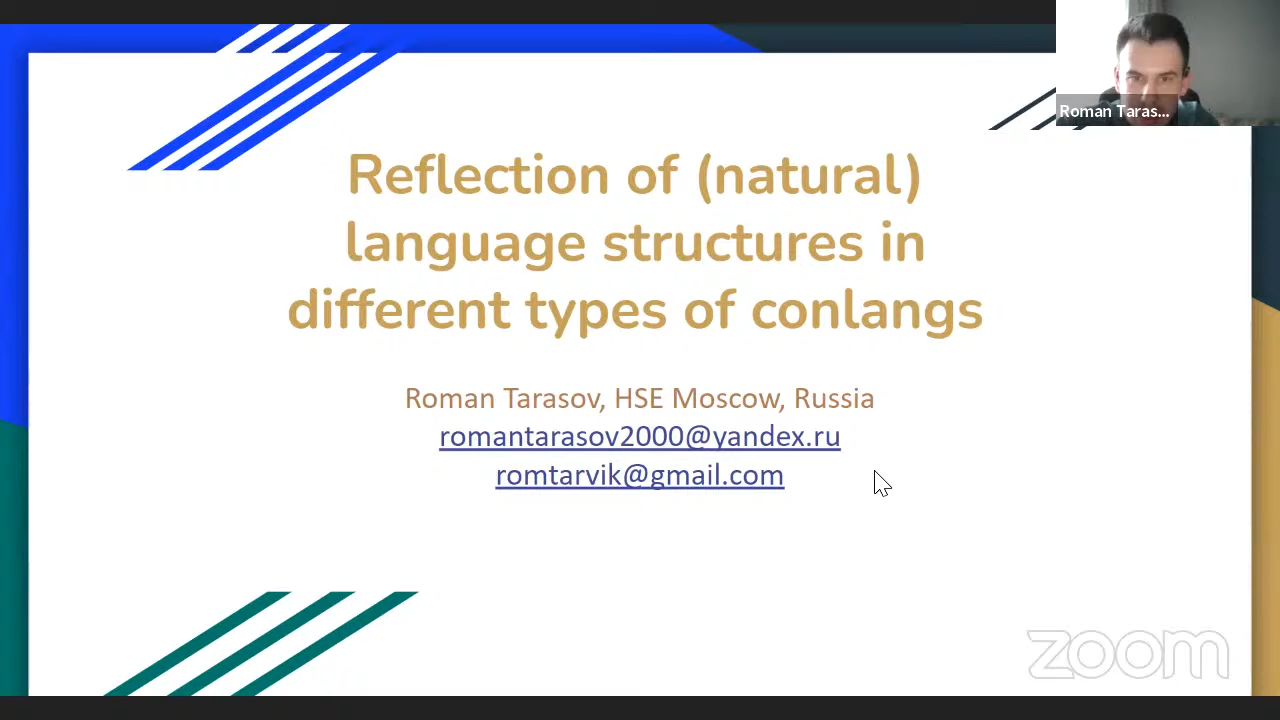 Roman Taras...
Reflection of (natural)
language structures in
different types of conlangs
Roman Tarasov, HSE Moscow, Russia
romantarasov2000@yandex.ru
romtarvik@gmail.com
zoom